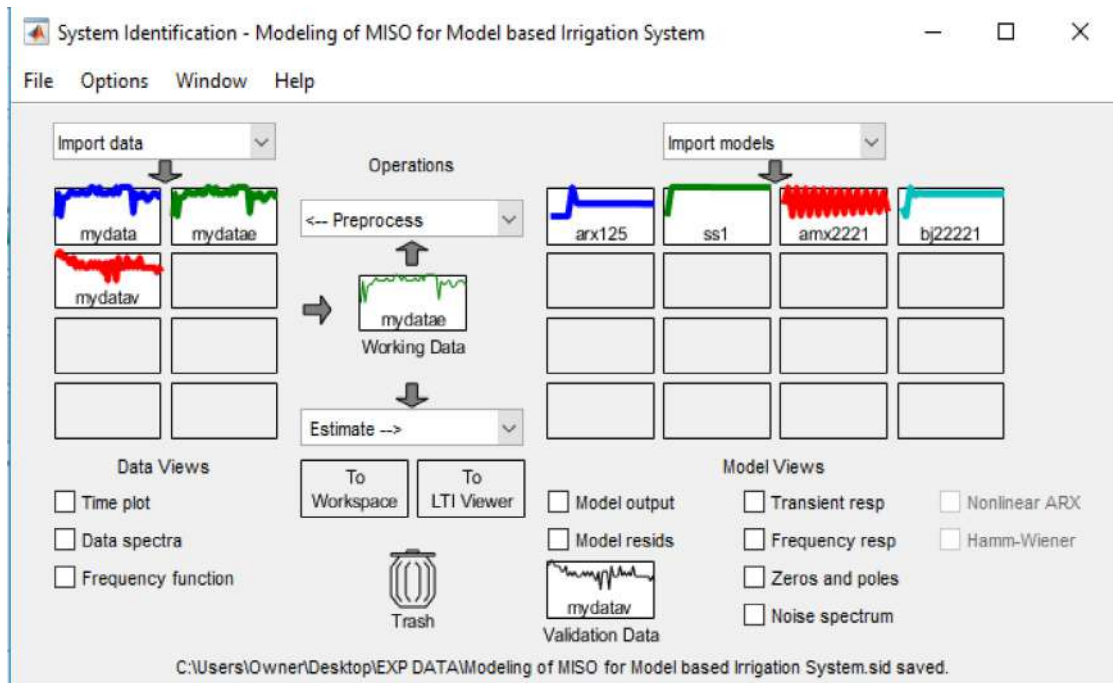 System Identification - Modeling of MISO for Model based Irrigation System
File Options Window Help
Import data
Operations
Import models
<-- Preprocess
mydata mydatae
arx125 ss1 amx2221 bj22221
mydatav
mydatae
Working Data
Estimate -->
Data Views
To Workspace
To LTI Viewer
Model Views
Time plot
Data spectra
Frequency function
Trash
Model output Transient resp Nonlinear ARX
Model resids Frequency resp Hamm-Wiener
Zeros and poles
mydatav
Noise spectrum
Validation Data
C:\Users\Owner\Desktop\EXP DATA\Modeling of MISO for Model based Irrigation System.sid saved.